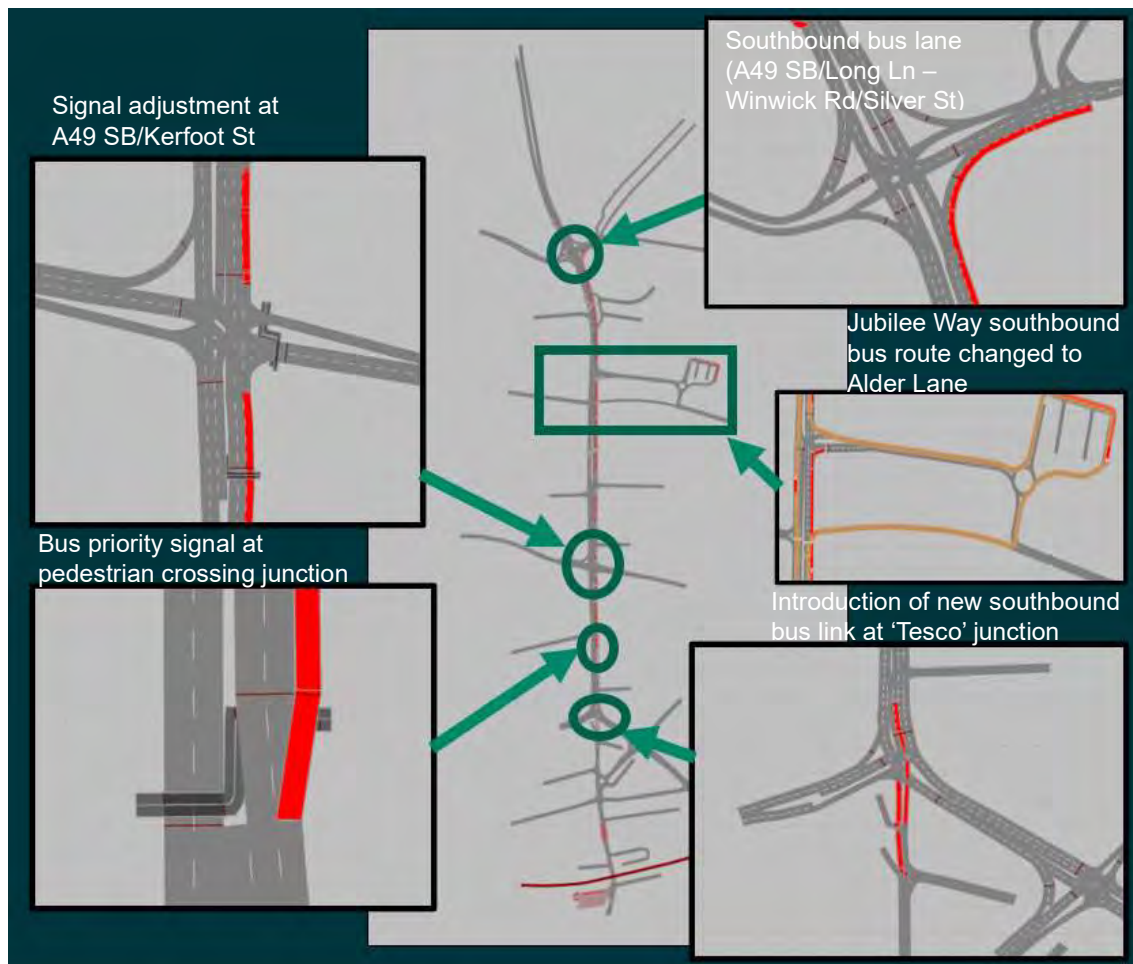 Southbound bus lane
(A49 SB/Long Ln –
Winwick Rd/Silver St)
Signal adjustment at
A49 SB/Kerfoot St
Jubilee Way southbound
bus route changed to
Alder Lane
Bus priority signal at
pedestrian crossing junction
Introduction of new southbound
bus link at ‘Tesco’ junction